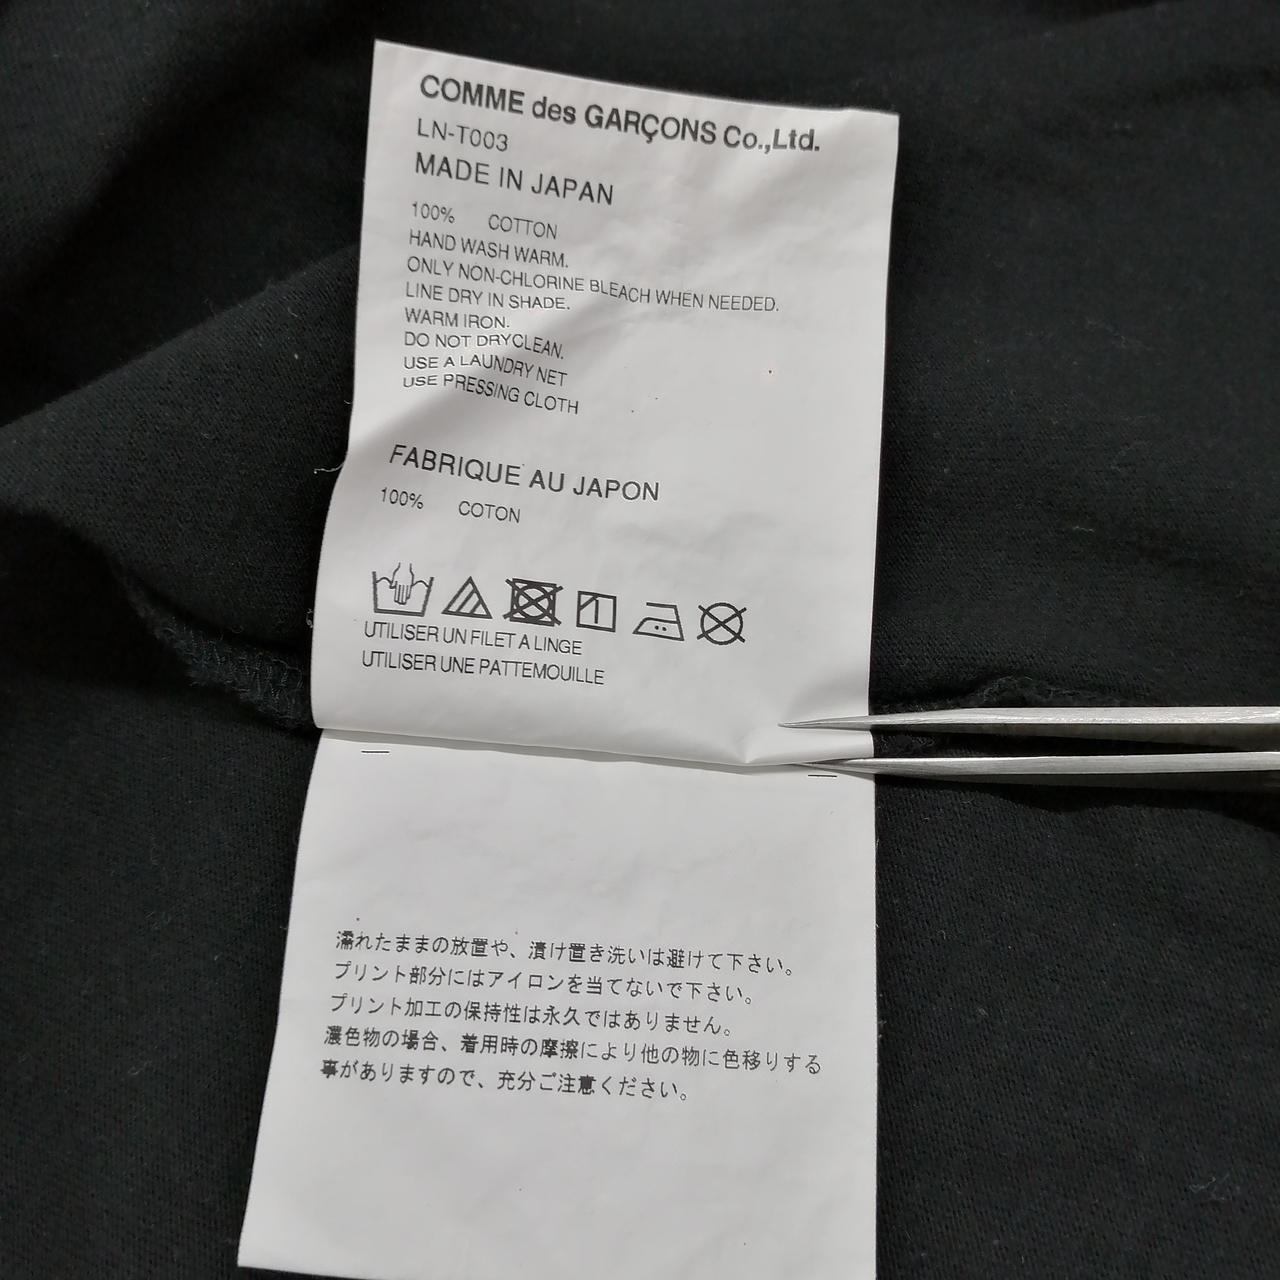 COMME des GARÇONS Co.,Ltd.
LN-T003
MADE IN JAPAN
100% COTTON
HAND WASH WARM.
ONLY NON-CHLORINE BLEACH WHEN NEEDED.
LINE DRY IN SHADE.
WARM IRON.
DO NOT DRYCLEAN.
USE A LAUNDRY NET
USE PRESSING CLOTH
FABRIQUE AU JAPON
100% COTON
UTILISER UN FILET A LINGE
UTILISER UNE PATTEMOUILLE
濡れたままの放置や、漬け置き洗いは避けて下さい。
プリント部分にはアイロンを当てないで下さい。
プリント加工の保持性は永久ではありません。
濃色物の場合、着用時の摩擦により他の物に色移りする
事がありますので、充分ご注意ください。